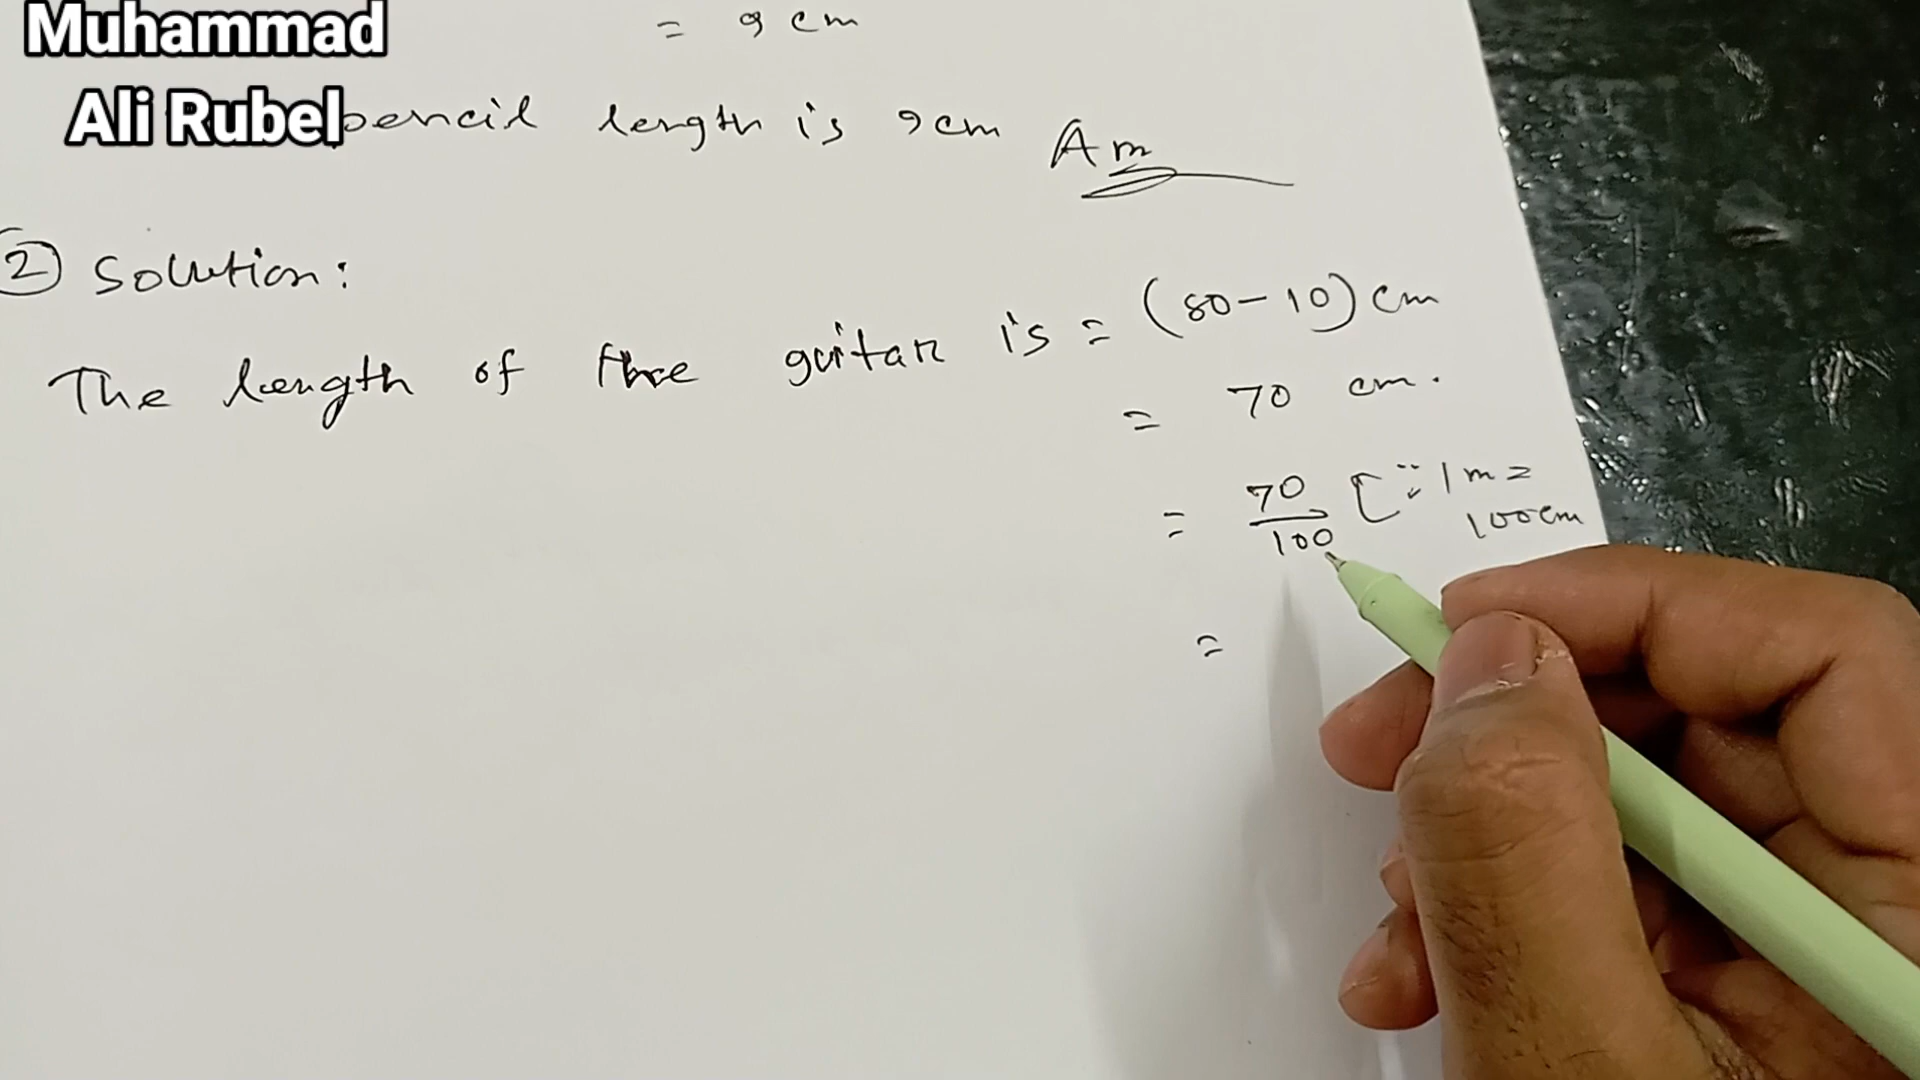 Muhammad
Ali Rubel
= 9 cm
pencil length is 9cm Am
② Solution:
The length of the guitar is = (80-10) cm
= 70 cm.
= 70/100 [∵ 1m =
100cm
=